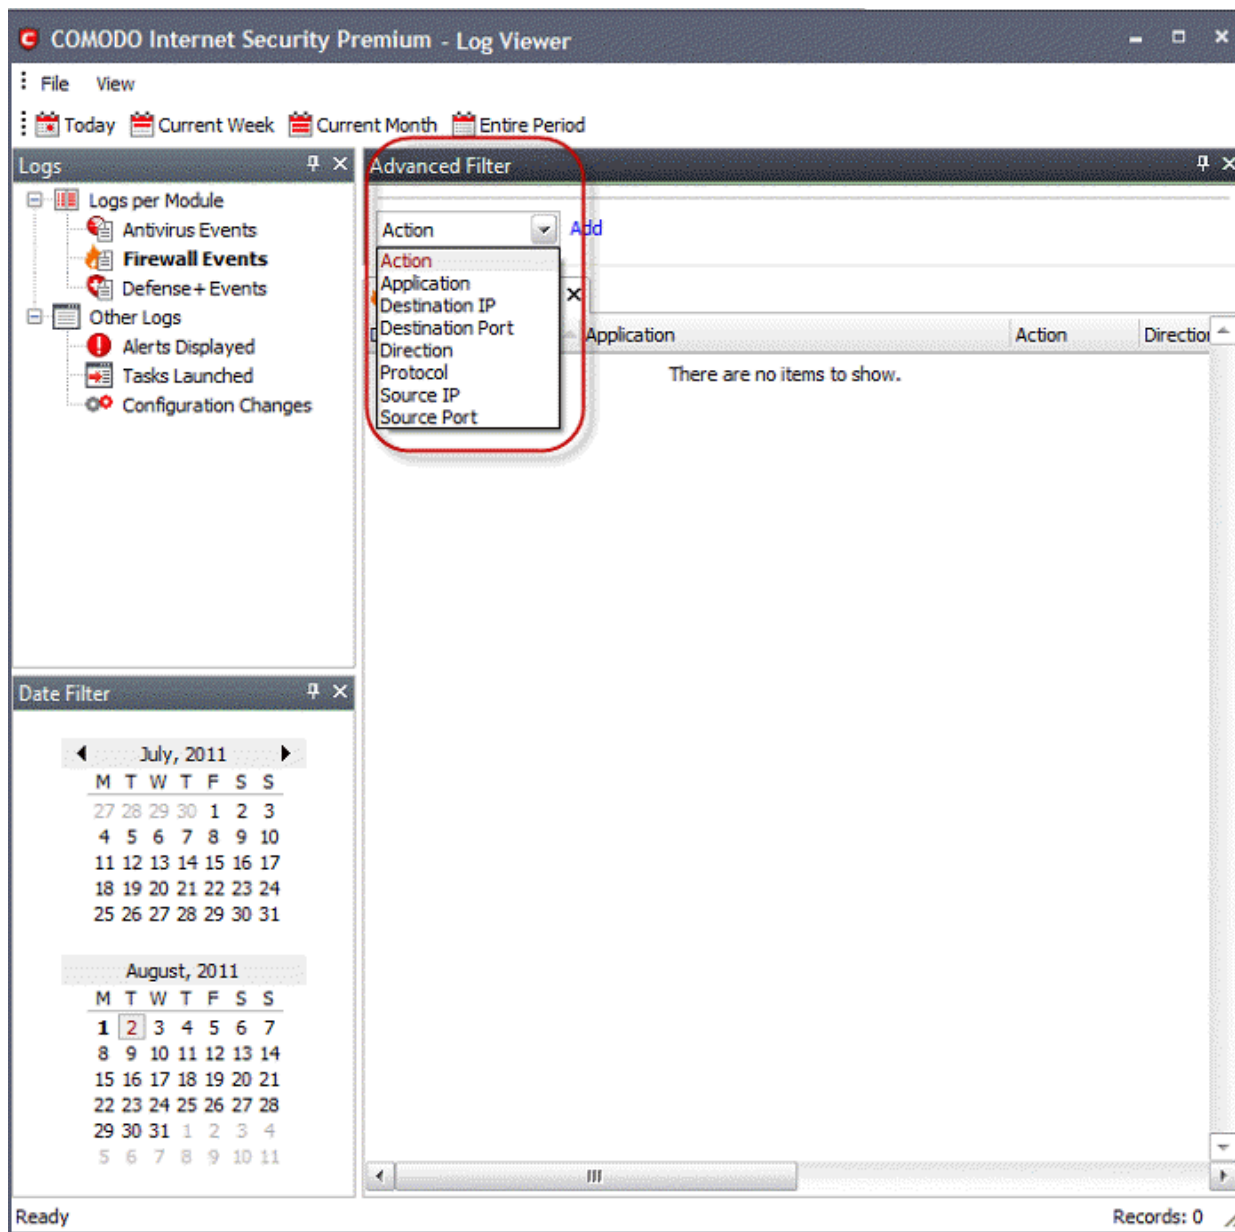 COMODO Internet Security Premium - Log Viewer
File View
Today Current Week Current Month Entire Period
Logs
Logs per Module
Antivirus Events
Firewall Events
Defense+ Events
Other Logs
Alerts Displayed
Tasks Launched
Configuration Changes
Advanced Filter
Action Add
Action
Application
Destination IP
Destination Port
Direction
Protocol
Source IP
Source Port
Application Action Direction
There are no items to show.
Date Filter
July, 2011
M T W T F S S
27 28 29 30 1 2 3
4 5 6 7 8 9 10
11 12 13 14 15 16 17
18 19 20 21 22 23 24
25 26 27 28 29 30 31
August, 2011
M T W T F S S
1 2 3 4 5 6 7
8 9 10 11 12 13 14
15 16 17 18 19 20 21
22 23 24 25 26 27 28
29 30 31 1 2 3 4
5 6 7 8 9 10 11
Ready Records: 0